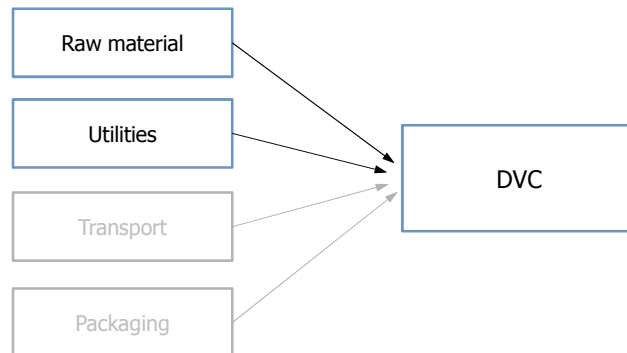 Raw material
Utilities
DVC
Transport
Packaging